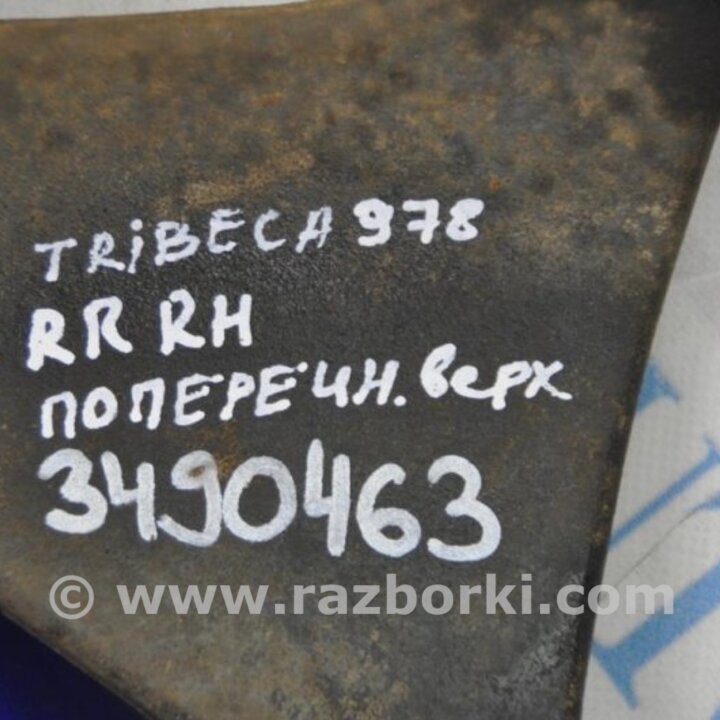 TRiBECA 978
RR RH
ПОПЕРЕЧН. верх
3490463
© www.razborki.com